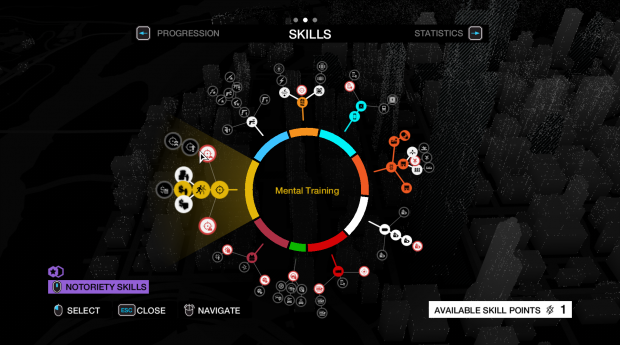 PROGRESSION
SKILLS
STATISTICS
Mental Training
NOTORIETY SKILLS
SELECT
ESC CLOSE
NAVIGATE
AVAILABLE SKILL POINTS 1